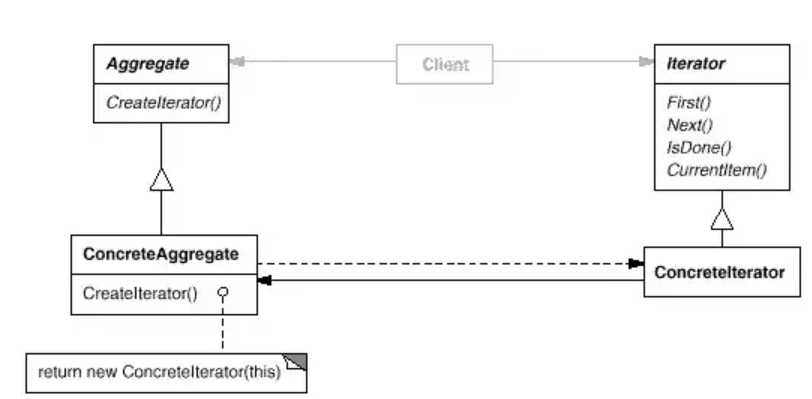 Aggregate
CreateIterator()
Client
Iterator
First()
Next()
IsDone()
CurrentItem()
ConcreteAggregate
CreateIterator()
ConcreteIterator
return new ConcreteIterator(this)